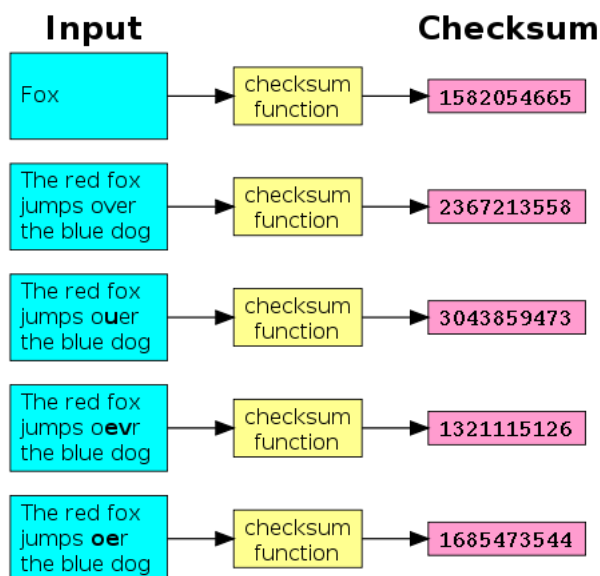 Input Checksum
Fox
checksum
function
1582054665
The red fox
jumps over
the blue dog
checksum
function
2367213558
The red fox
jumps ouer
the blue dog
checksum
function
3043859473
The red fox
jumps oevr
the blue dog
checksum
function
1321115126
The red fox
jumps oer
the blue dog
checksum
function
1685473544